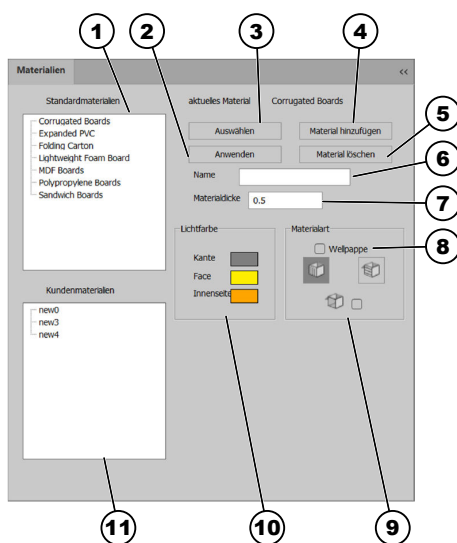 1
2
3
4
Materialien
<<
Standardmaterialien
aktuelles Material Corrugated Boards
Corrugated Boards
Expanded PVC
Folding Carton
Lightweight Foam Board
MDF Boards
Polypropylene Boards
Sandwich Boards
Auswählen
Material hinzufügen
5
Anwenden
Material löschen
6
Name
Materialdicke 0.5
7
Lichtfarbe
Kante
Face
Innenseite
Materialart
Wellpappe
8
Kundenmaterialien
new0
new3
new4
11
10
9